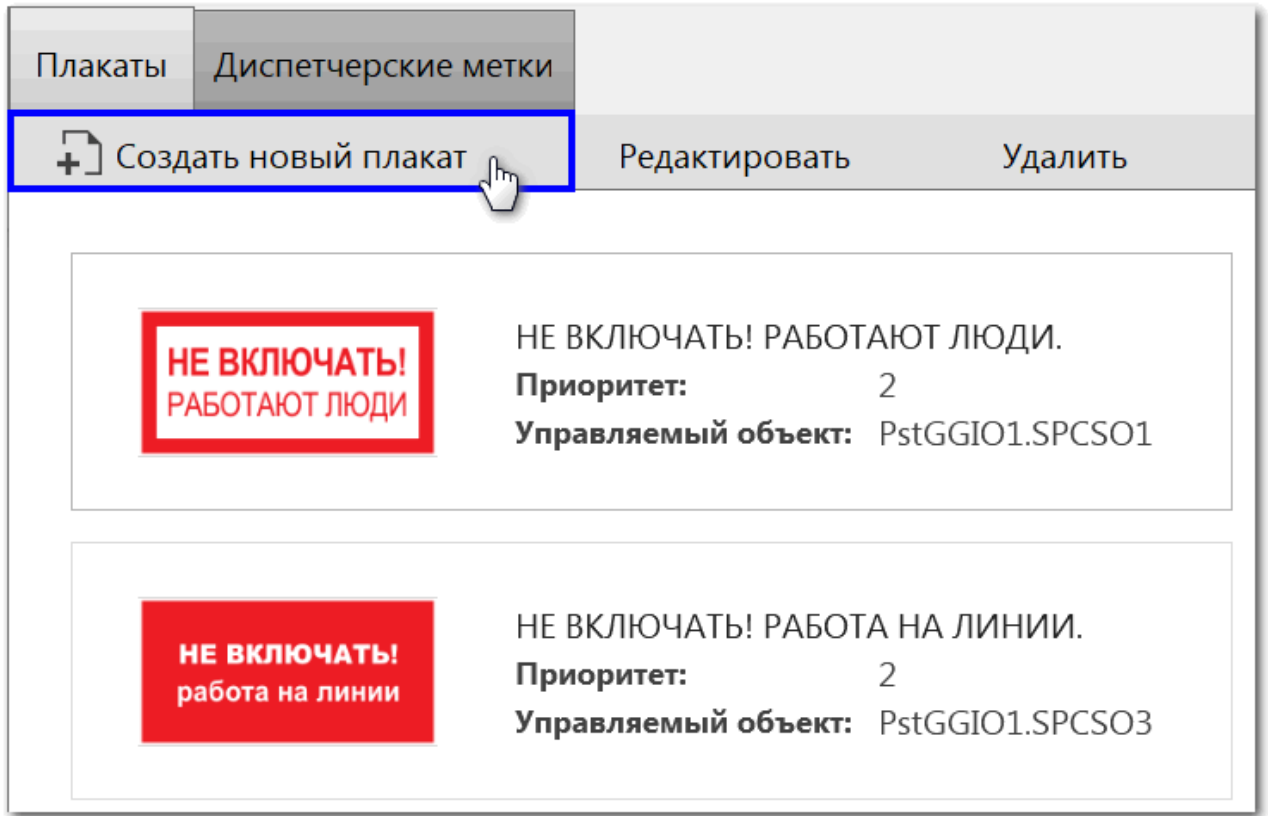 Плакаты Диспетчерские метки
Создать новый плакат Редактировать Удалить
НЕ ВКЛЮЧАТЬ!
РАБОТАЮТ ЛЮДИ
НЕ ВКЛЮЧАТЬ! РАБОТАЮТ ЛЮДИ.
Приоритет: 2
Управляемый объект: PstGGIO1.SPCSO1
НЕ ВКЛЮЧАТЬ!
работа на линии
НЕ ВКЛЮЧАТЬ! РАБОТА НА ЛИНИИ.
Приоритет: 2
Управляемый объект: PstGGIO1.SPCSO3